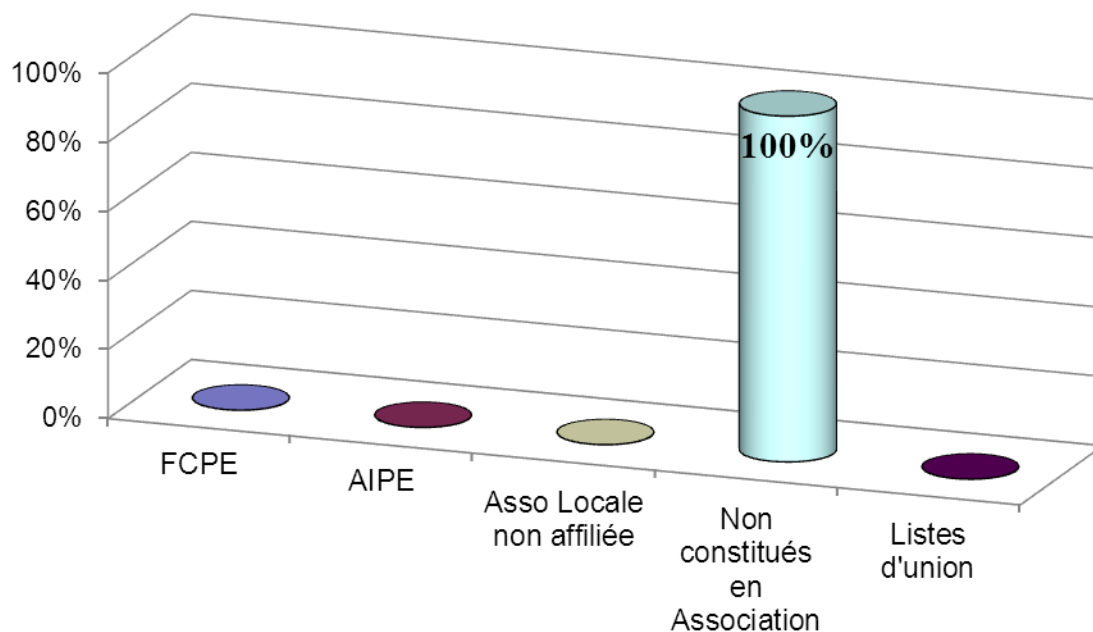 100%
80%
60%
40%
20%
0%
100%
FCPE
AIPE
Asso Locale
non affiliée
Non
constitués
en
Association
Listes
d'union